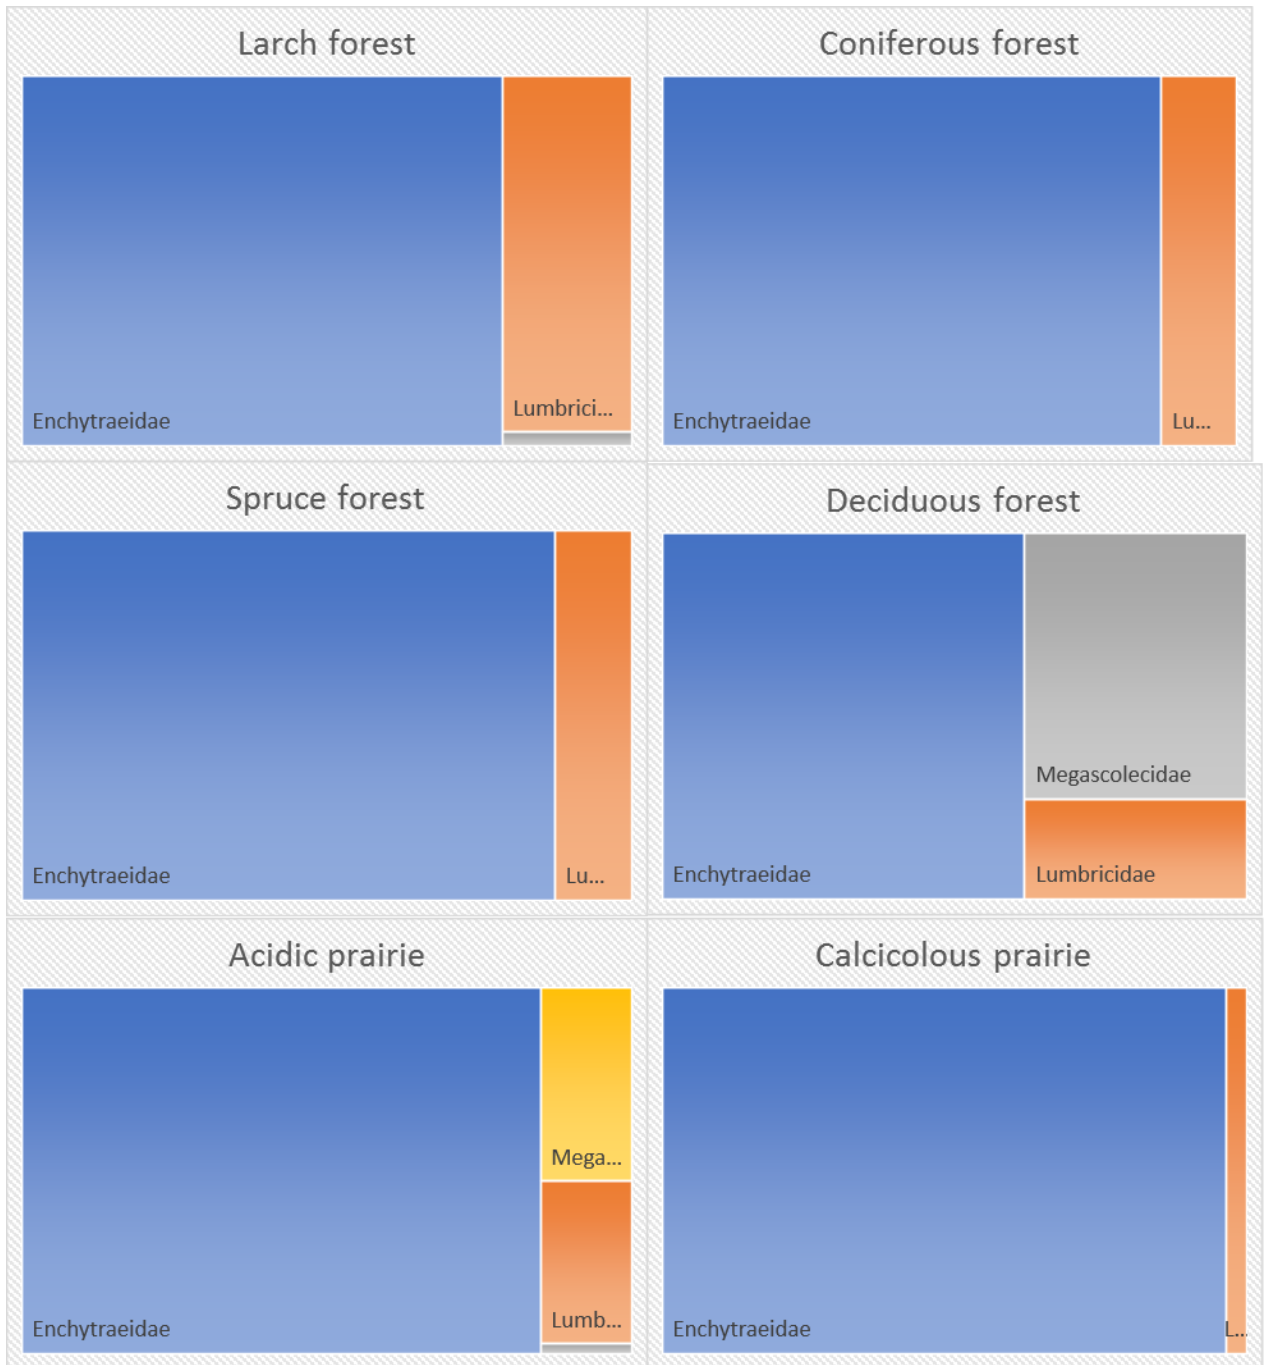 Larch forest
Enchytraeidae
Lumbrici...
Coniferous forest
Enchytraeidae
Lu...
Spruce forest
Enchytraeidae
Lu...
Deciduous forest
Enchytraeidae
Megascolecidae
Lumbricidae
Acidic prairie
Enchytraeidae
Mega...
Lumb...
Calcicolous prairie
Enchytraeidae
L...